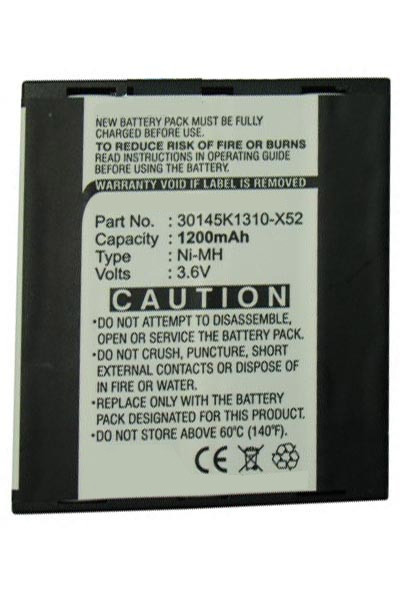 NEW BATTERY PACK MUST BE FULLY
CHARGED BEFORE USE.
TO REDUCE RISK OF FIRE OR BURNS
READ INSTRUCTIONS IN OPERATING GUIDE
BEFORE USING BATTERY PACK.
WARRANTY VOID IF LABEL IS REMOVED
Part No. : 30145K1310-X52
Capacity : 1200mAh
Type : Ni-MH
Volts : 3.6V
CAUTION
•DO NOT ATTEMPT TO DISASSEMBLE,
OPEN OR SERVICE THE BATTERY PACK.
•DO NOT CRUSH, PUNCTURE, SHORT
EXTERNAL CONTACTS OR DISPOSE OF
IN FIRE OR WATER.
•REPLACE ONLY WITH THE BATTERY
PACK DESIGNATED FOR THE PRODUCT.
•DO NOT STORE ABOVE 60°C (140°F).
CE